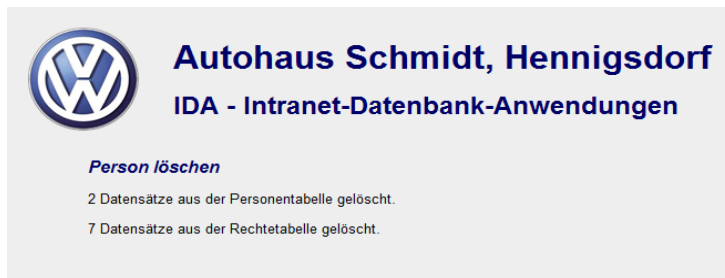 Autohaus Schmidt, Hennigsdorf
IDA - Intranet-Datenbank-Anwendungen
Person löschen
2 Datensätze aus der Personentabelle gelöscht.
7 Datensätze aus der Rechtetabelle gelöscht.